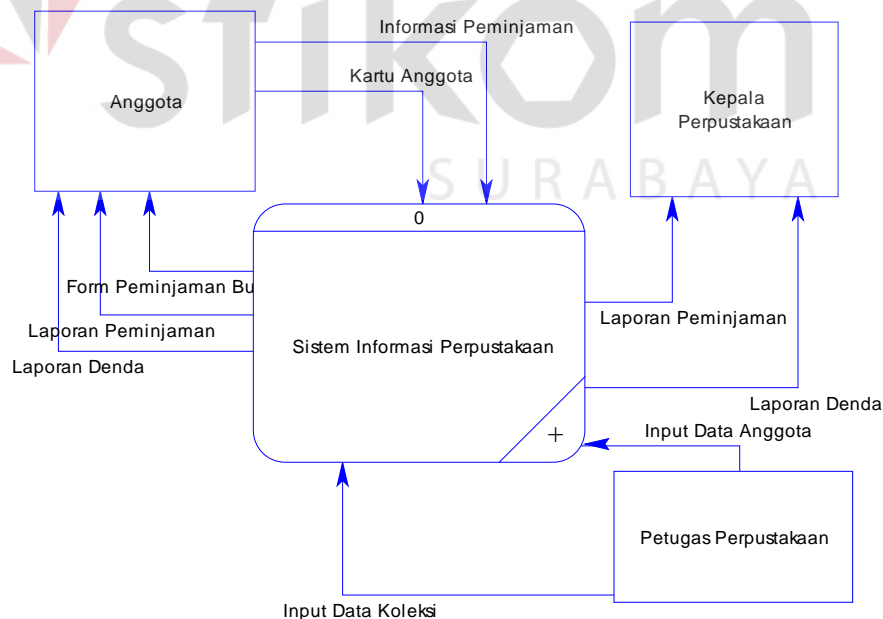 STIKOM
SURABAYA
Informasi Peminjaman
Kartu Anggota
Anggota
Kepala
Perpustakaan
0
Form Peminjaman Bu
Laporan Peminjaman
Laporan Denda
Sistem Informasi Perpustakaan
Laporan Peminjaman
Laporan Denda
+
Input Data Anggota
Petugas Perpustakaan
Input Data Koleksi